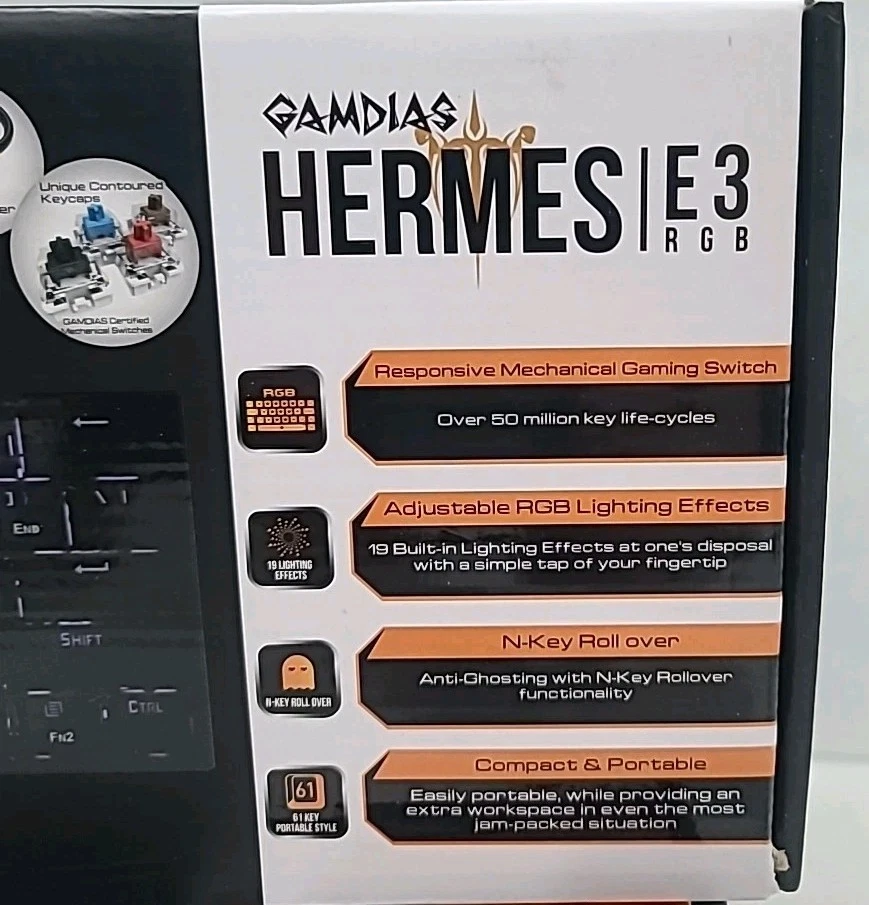 GAMDIAS
HERMES
E3
RGB
er
Unique Contoured
Keycaps
GAMDIAS Certified
Mechanical Switches
RGB
Responsive Mechanical Gaming Switch
Over 50 million key life-cycles
19 LIGHTING
EFFECTS
Adjustable RGB Lighting Effects
19 Built-in Lighting Effects at one's disposal
with a simple tap of your fingertip
N-KEY ROLL OVER
N-Key Roll over
Anti-Ghosting with N-Key Rollover
functionality
61
61 KEY
PORTABLE STYLE
Compact & Portable
Easily portable, while providing an
extra workspace in even the most
jam-packed situation
] \ |
END
SHIFT
CTRL
FN2